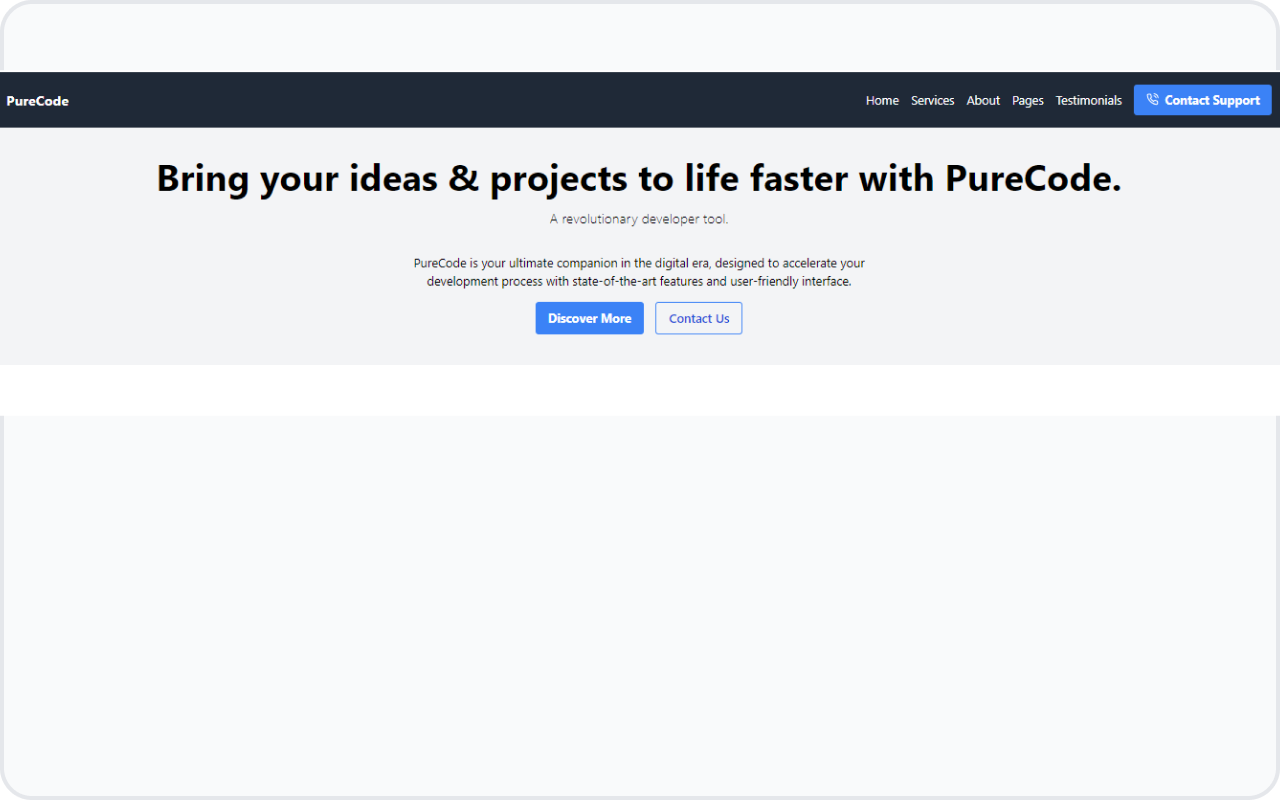 PureCode
Home Services About Pages Testimonials Contact Support
Bring your ideas & projects to life faster with PureCode.
A revolutionary developer tool.
PureCode is your ultimate companion in the digital era, designed to accelerate your
development process with state-of-the-art features and user-friendly interface.
Discover More Contact Us